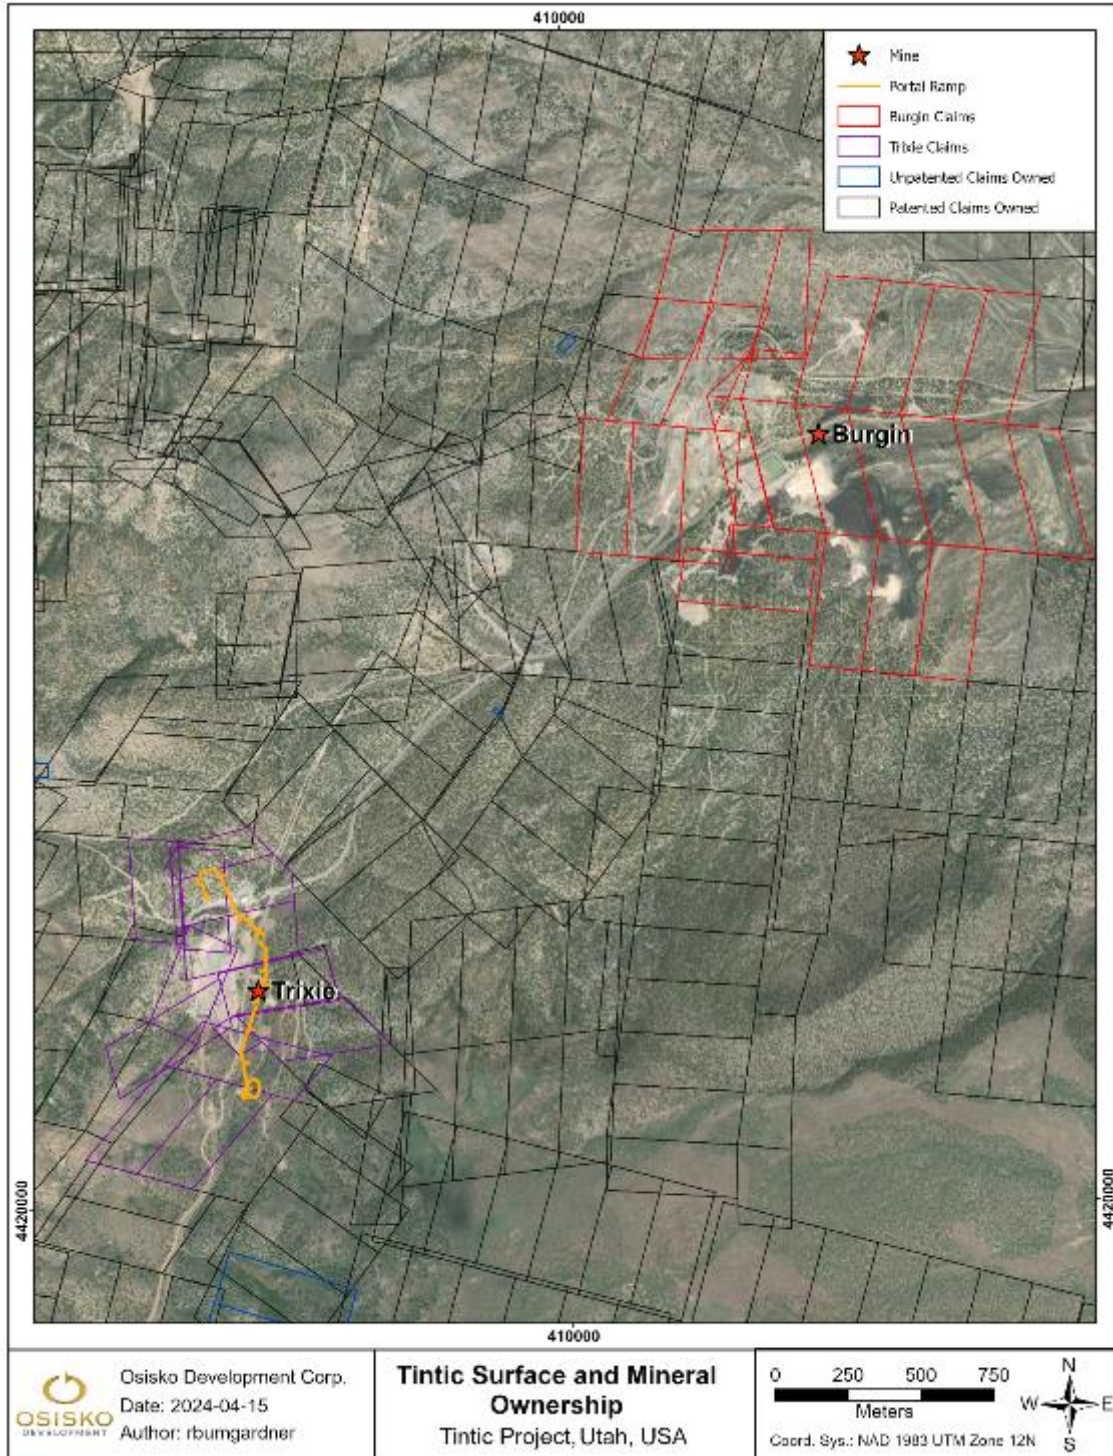 410000
Mine
Portal Ramp
Burgin Claims
Trixie Claims
Unpatented Claims Owned
Patented Claims Owned
Burgin
Trixie
4420000
4420000
410000
OSISKO
DEVELOPMENT
Osisko Development Corp.
Date: 2024-04-15
Author: rbumgardner
Tintic Surface and Mineral
Ownership
Tintic Project, Utah, USA
0 250 500 750
Meters
Coord. Sys.: NAD 1983 UTM Zone 12N
N
W E
S